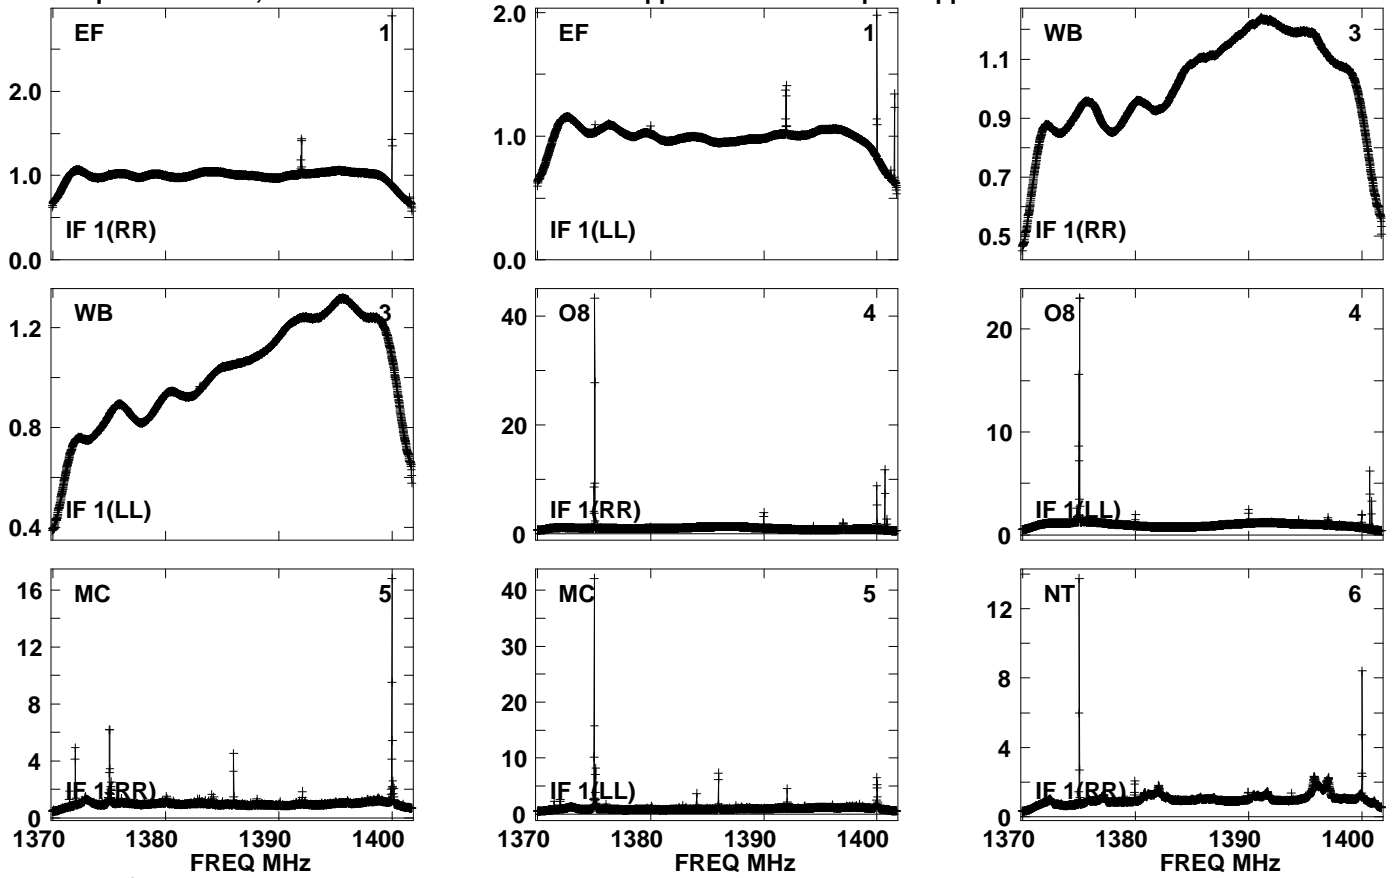 EF 1
2.0
1.0
0.0
IF 1(RR)
EF 1
2.0
1.0
0.0
IF 1(LL)
WB 3
1.1
0.9
0.7
0.5
IF 1(RR)
WB 3
1.2
0.8
0.4
IF 1(LL)
O8 4
40
20
0
IF 1(RR)
O8 4
20
10
0
IF 1(LL)
MC 5
16
12
8
4
0
IF 1(RR)
1370 1380 1390 1400
FREQ MHz
MC 5
40
30
20
10
0
IF 1(LL)
1370 1380 1390 1400
FREQ MHz
NT 6
12
8
4
0
IF 1(RR)
1370 1380 1390 1400
FREQ MHz